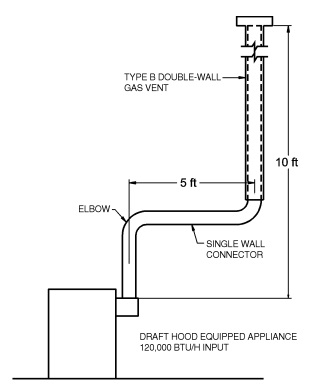 TYPE B DOUBLE-WALL
GAS VENT
10 ft
5 ft
ELBOW
SINGLE WALL
CONNECTOR
DRAFT HOOD EQUIPPED APPLIANCE
120,000 BTU/H INPUT